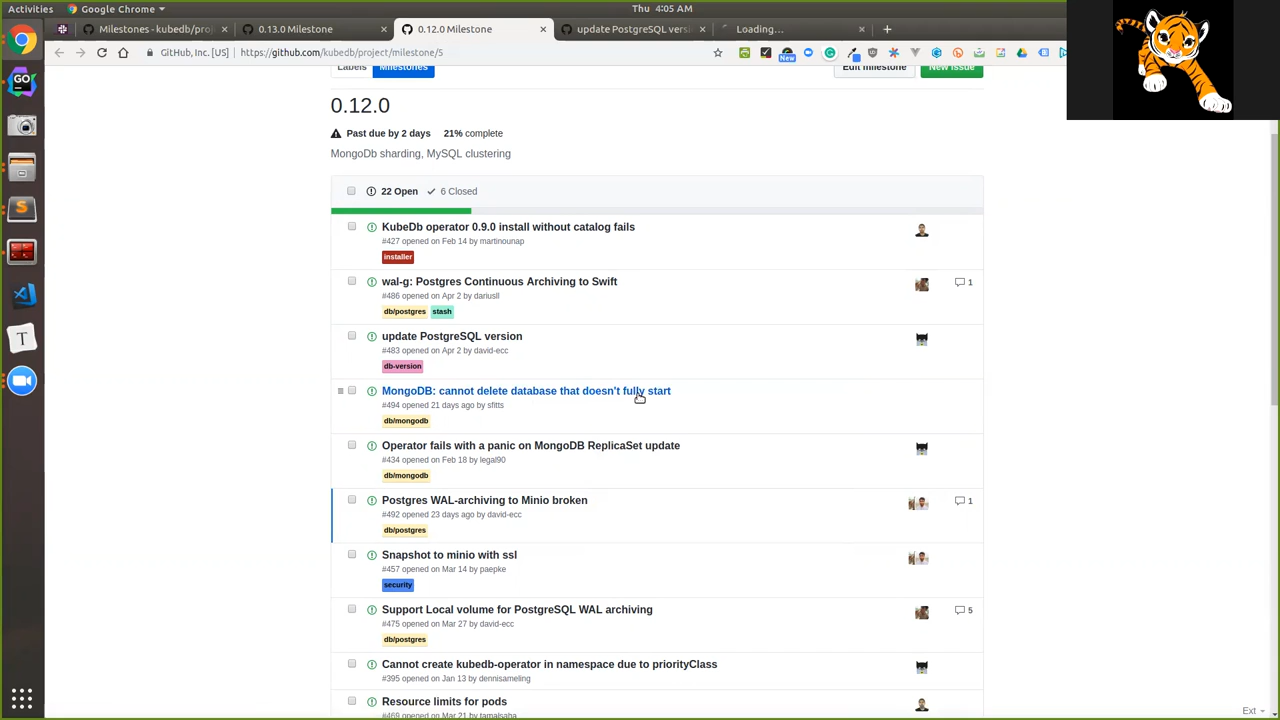 Activities
Google Chrome
Thu 4:05 AM
Milestones - kubedb/proj
0.13.0 Milestone
0.12.0 Milestone
update PostgreSQL versi
Loading...
GitHub, Inc. [US]
https://github.com/kubedb/project/milestone/5
New
Labels
Milestones
Edit milestone
New issue
0.12.0
Past due by 2 days 21% complete
MongoDb sharding, MySQL clustering
22 Open
6 Closed
KubeDb operator 0.9.0 install without catalog fails
#427 opened on Feb 14 by martinounap
installer
wal-g: Postgres Continuous Archiving to Swift
1
#486 opened on Apr 2 by dariusll
db/postgres stash
update PostgreSQL version
#483 opened on Apr 2 by david-ecc
db-version
MongoDB: cannot delete database that doesn't fully start
#494 opened 21 days ago by sfitts
db/mongodb
Operator fails with a panic on MongoDB ReplicaSet update
#434 opened on Feb 18 by legal90
db/mongodb
Postgres WAL-archiving to Minio broken
1
#492 opened 23 days ago by david-ecc
db/postgres
Snapshot to minio with ssl
#457 opened on Mar 14 by paepke
security
Support Local volume for PostgreSQL WAL archiving
5
#475 opened on Mar 27 by david-ecc
db/postgres
Cannot create kubedb-operator in namespace due to priorityClass
#395 opened on Jan 13 by dennisameling
Resource limits for pods
#469 opened on Mar 21 by tamalsaha
Ext
GO
T